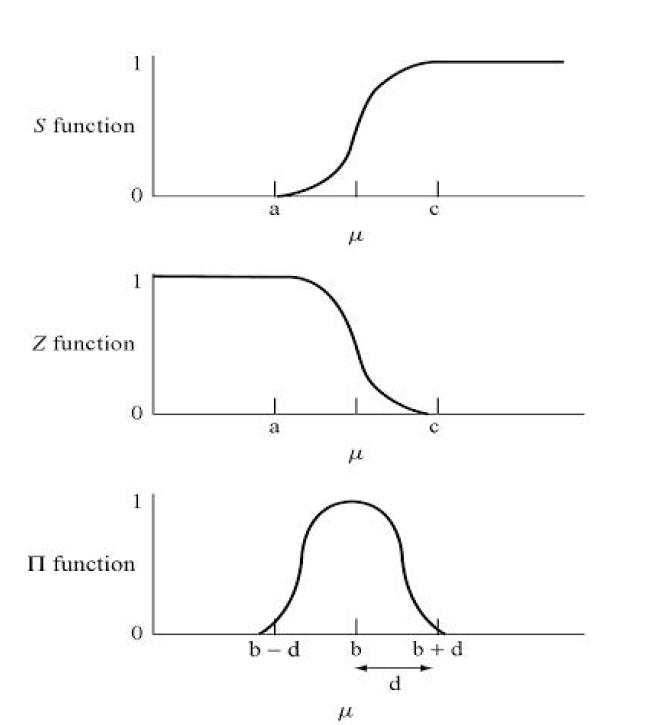 1
S function
0
a c
μ
1
Z function
0
a c
μ
1
Π function
0
b − d b b + d
d
μ